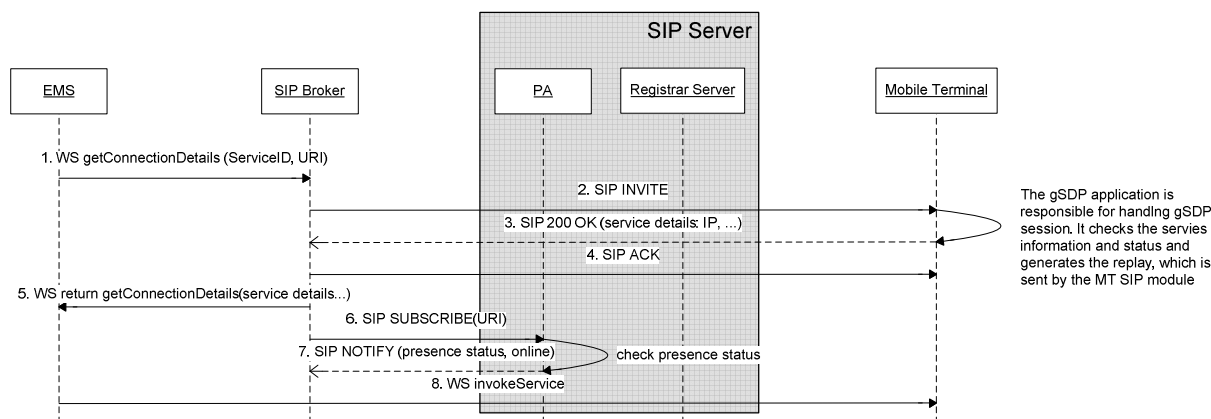 SIP Server
EMS
SIP Broker
PA
Registrar Server
Mobile Terminal
1. WS getConnectionDetails (ServiceID, URI)
2. SIP INVITE
3. SIP 200 OK (service details: IP, ...)
4. SIP ACK
The gSDP application is
responsible for handlng gSDP
session. It checks the servies
information and status and
generates the replay, which is
sent by the MT SIP module
5. WS return getConnectionDetails(service details...)
6. SIP SUBSCRIBE(URI)
7. SIP NOTIFY (presence status, online)
check presence status
8. WS invokeService